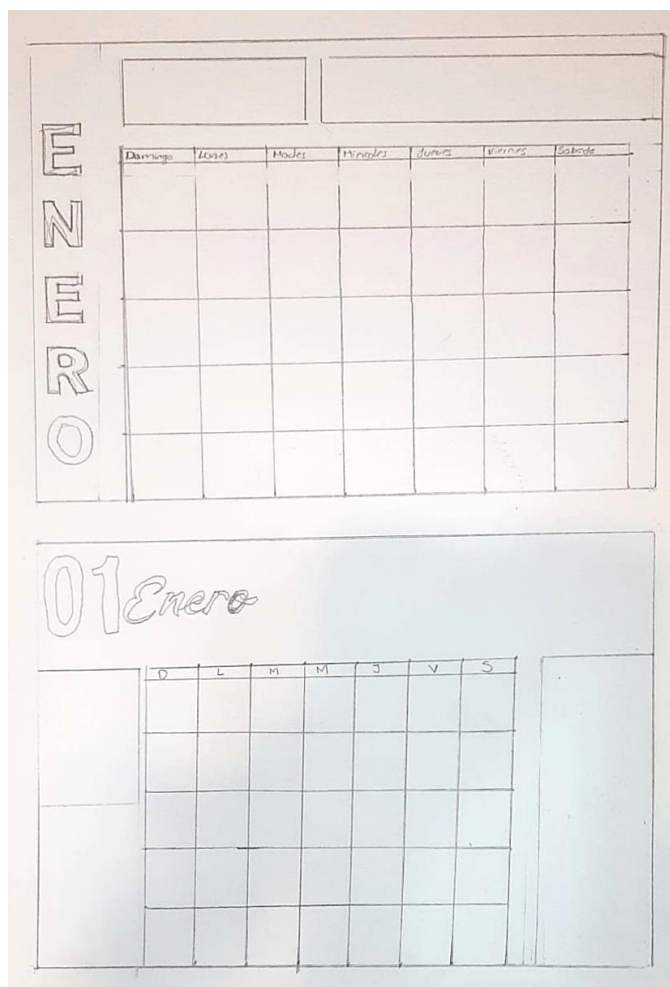 ENERO
Domingo Lunes Martes Miercoles Jueves Viernes Sabado
01 Enero
D L M M J V S